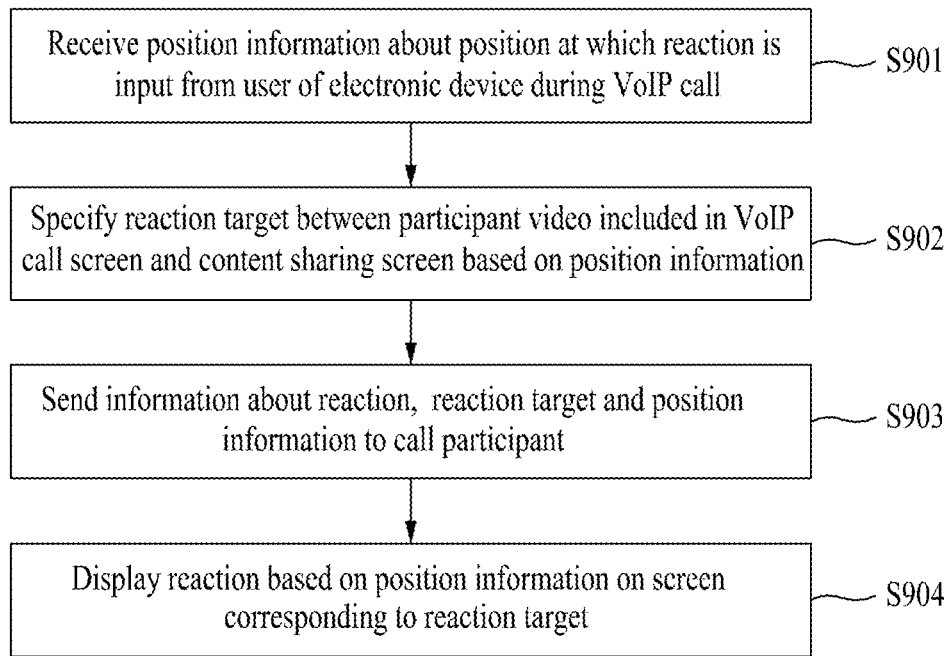 Receive position information about position at which reaction is
input from user of electronic device during VoIP call
S901
Specify reaction target between participant video included in VoIP
call screen and content sharing screen based on position information
S902
Send information about reaction, reaction target and position
information to call participant
S903
Display reaction based on position information on screen
corresponding to reaction target
S904